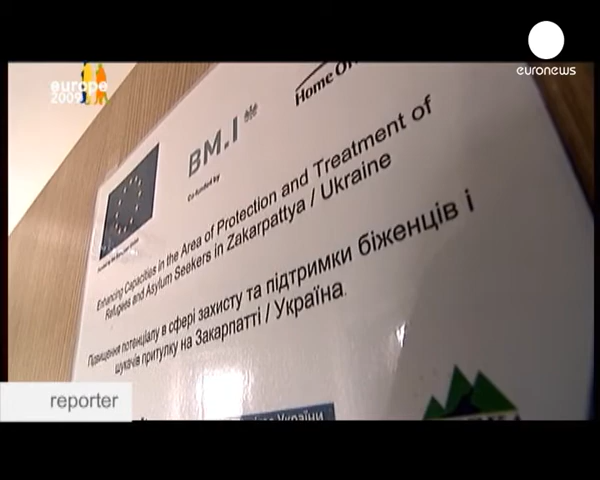 europe
2009
euronews
Home
BM.I
Co-funded by
Enhancing Capacities in the Area of Protection and Treatment of
Refugees and Asylum Seekers in Zakarpattya / Ukraine
Підвищення потенціалу в сфері захисту та підтримки біженців і
шукачів притулку на Закарпатті / Україна
України
reporter